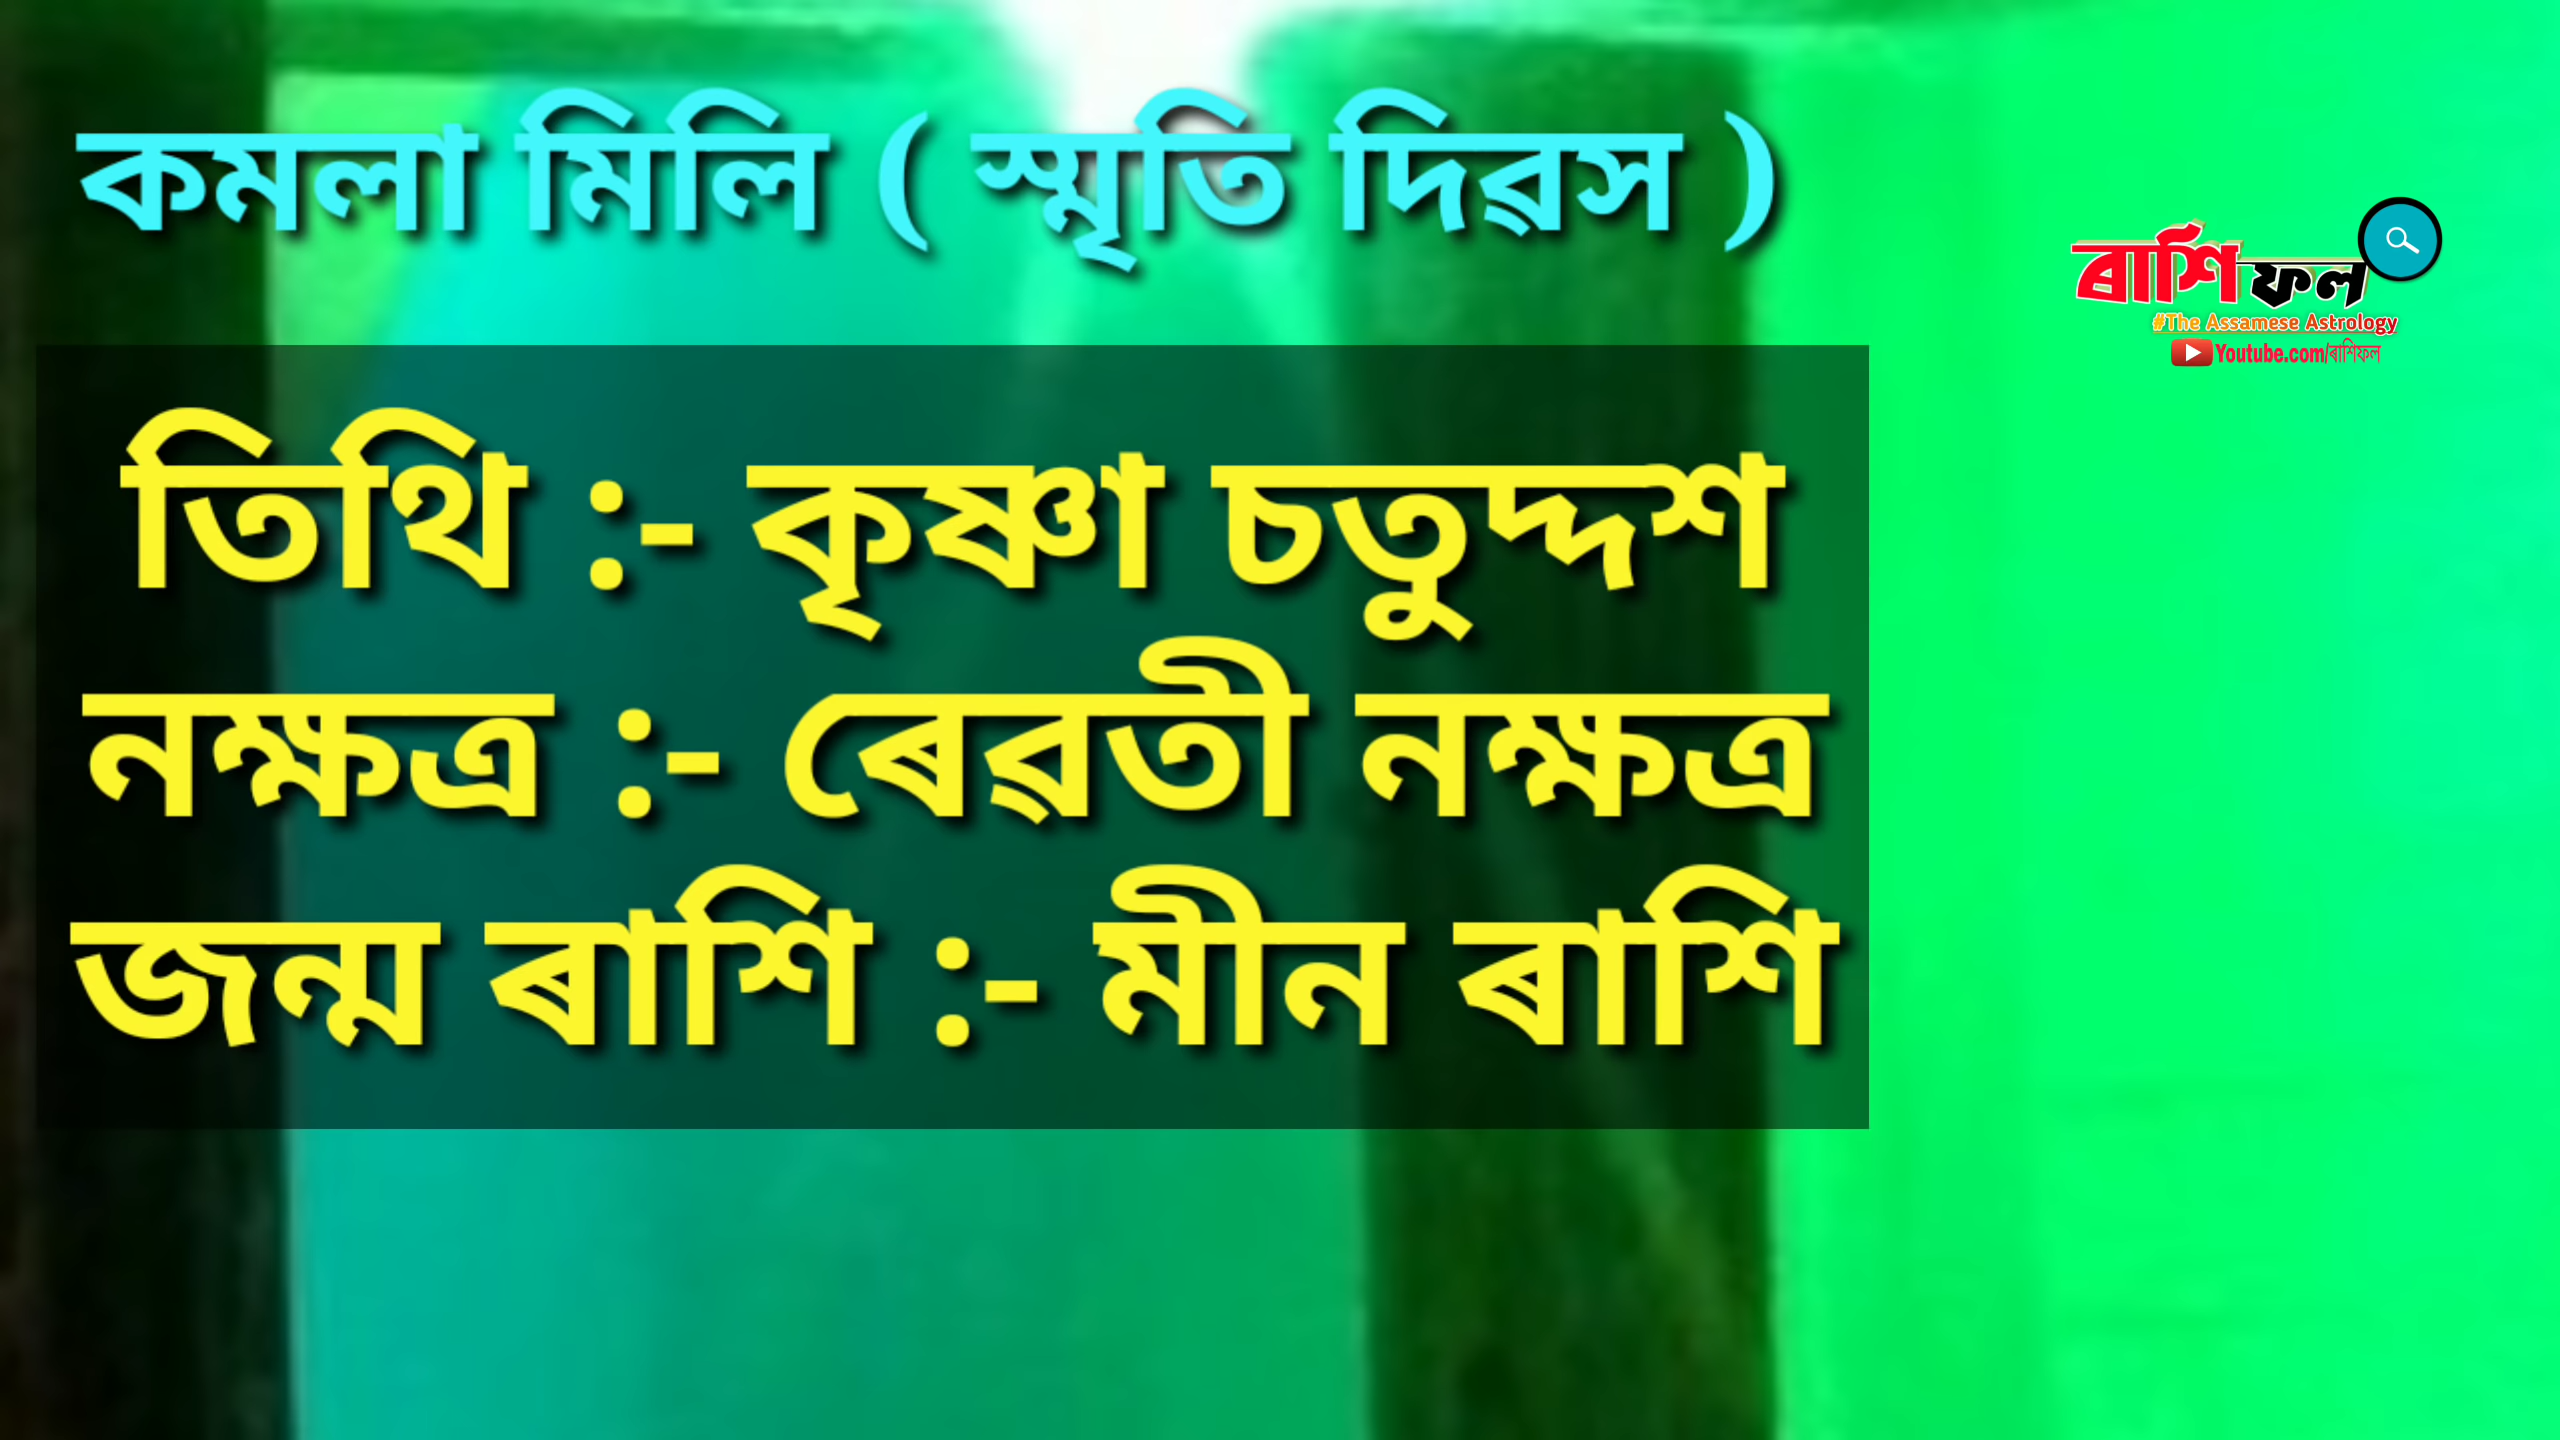 কমলা মিলি ( স্মৃতি দিৱস )
ৰাশি ফল
#The Assamese Astrology
Youtube.com/ৰাশিফল
তিথি :- কৃষ্ণা চতুদ্দশ
নক্ষত্ৰ :- ৰেৱতী নক্ষত্ৰ
জন্ম ৰাশি :- মীন ৰাশি